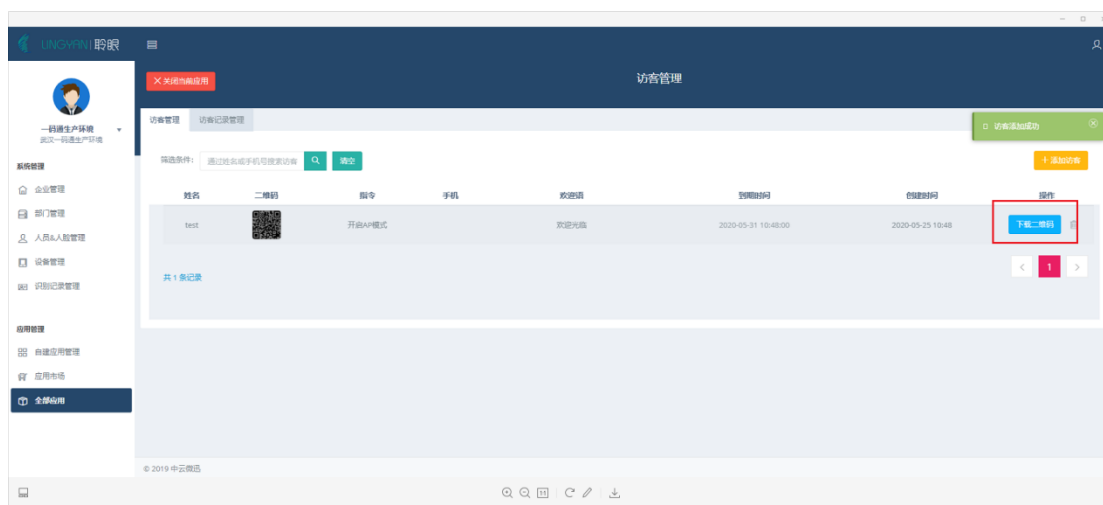 LINGYAN|聆眼
关闭当前应用
访客管理
一码通生产环境
武汉一码通生产环境
访客管理 访客记录管理
访客添加成功
系统管理
企业管理
部门管理
人员&人脸管理
设备管理
识别记录管理
应用管理
自建应用管理
应用市场
全部应用
筛选条件: 通过姓名或手机号搜索访客 清空
+ 添加访客
姓名 二维码 指令 手机 欢迎语 到期时间 创建时间 操作
test 开启AP模式 欢迎光临 2020-05-31 10:48:00 2020-05-25 10:48 下载二维码
共 1 条记录
< 1 >
© 2019 中云微迅
1:1